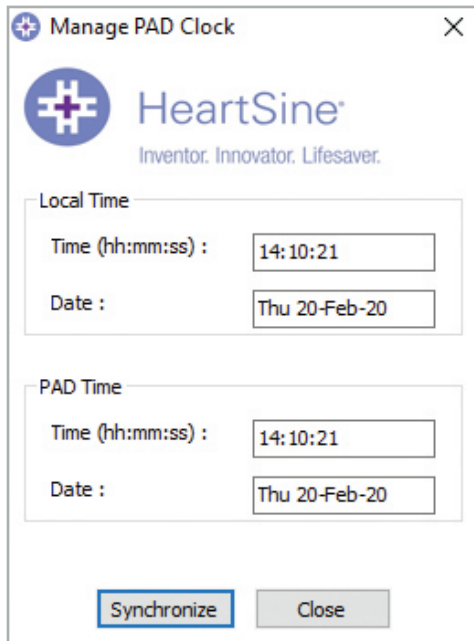 Manage PAD Clock
HeartSine®
Inventor. Innovator. Lifesaver.
Local Time
Time (hh:mm:ss) : 14:10:21
Date : Thu 20-Feb-20
PAD Time
Time (hh:mm:ss) : 14:10:21
Date : Thu 20-Feb-20
Synchronize Close